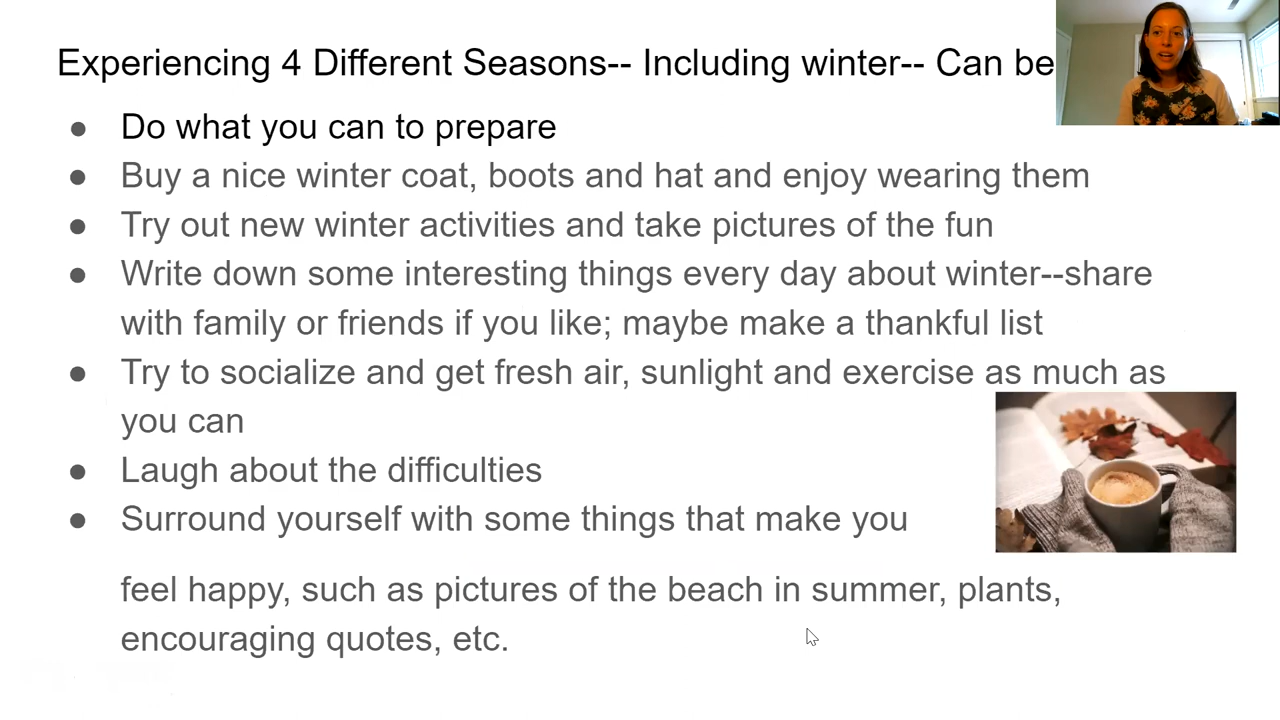 Experiencing 4 Different Seasons-- Including winter-- Can be
● Do what you can to prepare
● Buy a nice winter coat, boots and hat and enjoy wearing them
● Try out new winter activities and take pictures of the fun
● Write down some interesting things every day about winter--share
with family or friends if you like; maybe make a thankful list
● Try to socialize and get fresh air, sunlight and exercise as much as
you can
● Laugh about the difficulties
● Surround yourself with some things that make you
feel happy, such as pictures of the beach in summer, plants,
encouraging quotes, etc.